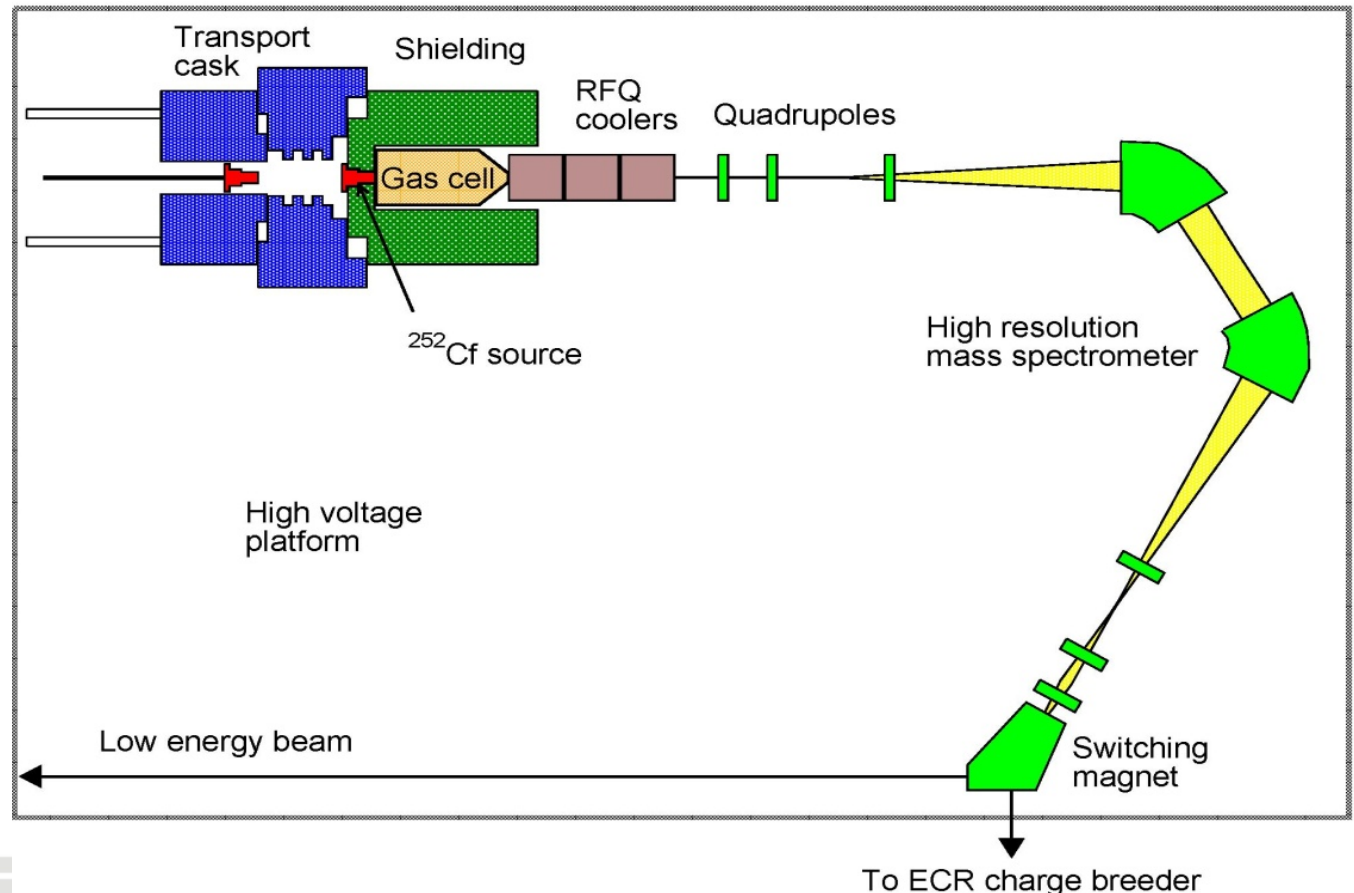 Transport
cask
Shielding
RFQ
coolers
Quadrupoles
Gas cell
²⁵²Cf source
High resolution
mass spectrometer
High voltage
platform
Low energy beam
Switching
magnet
To ECR charge breeder